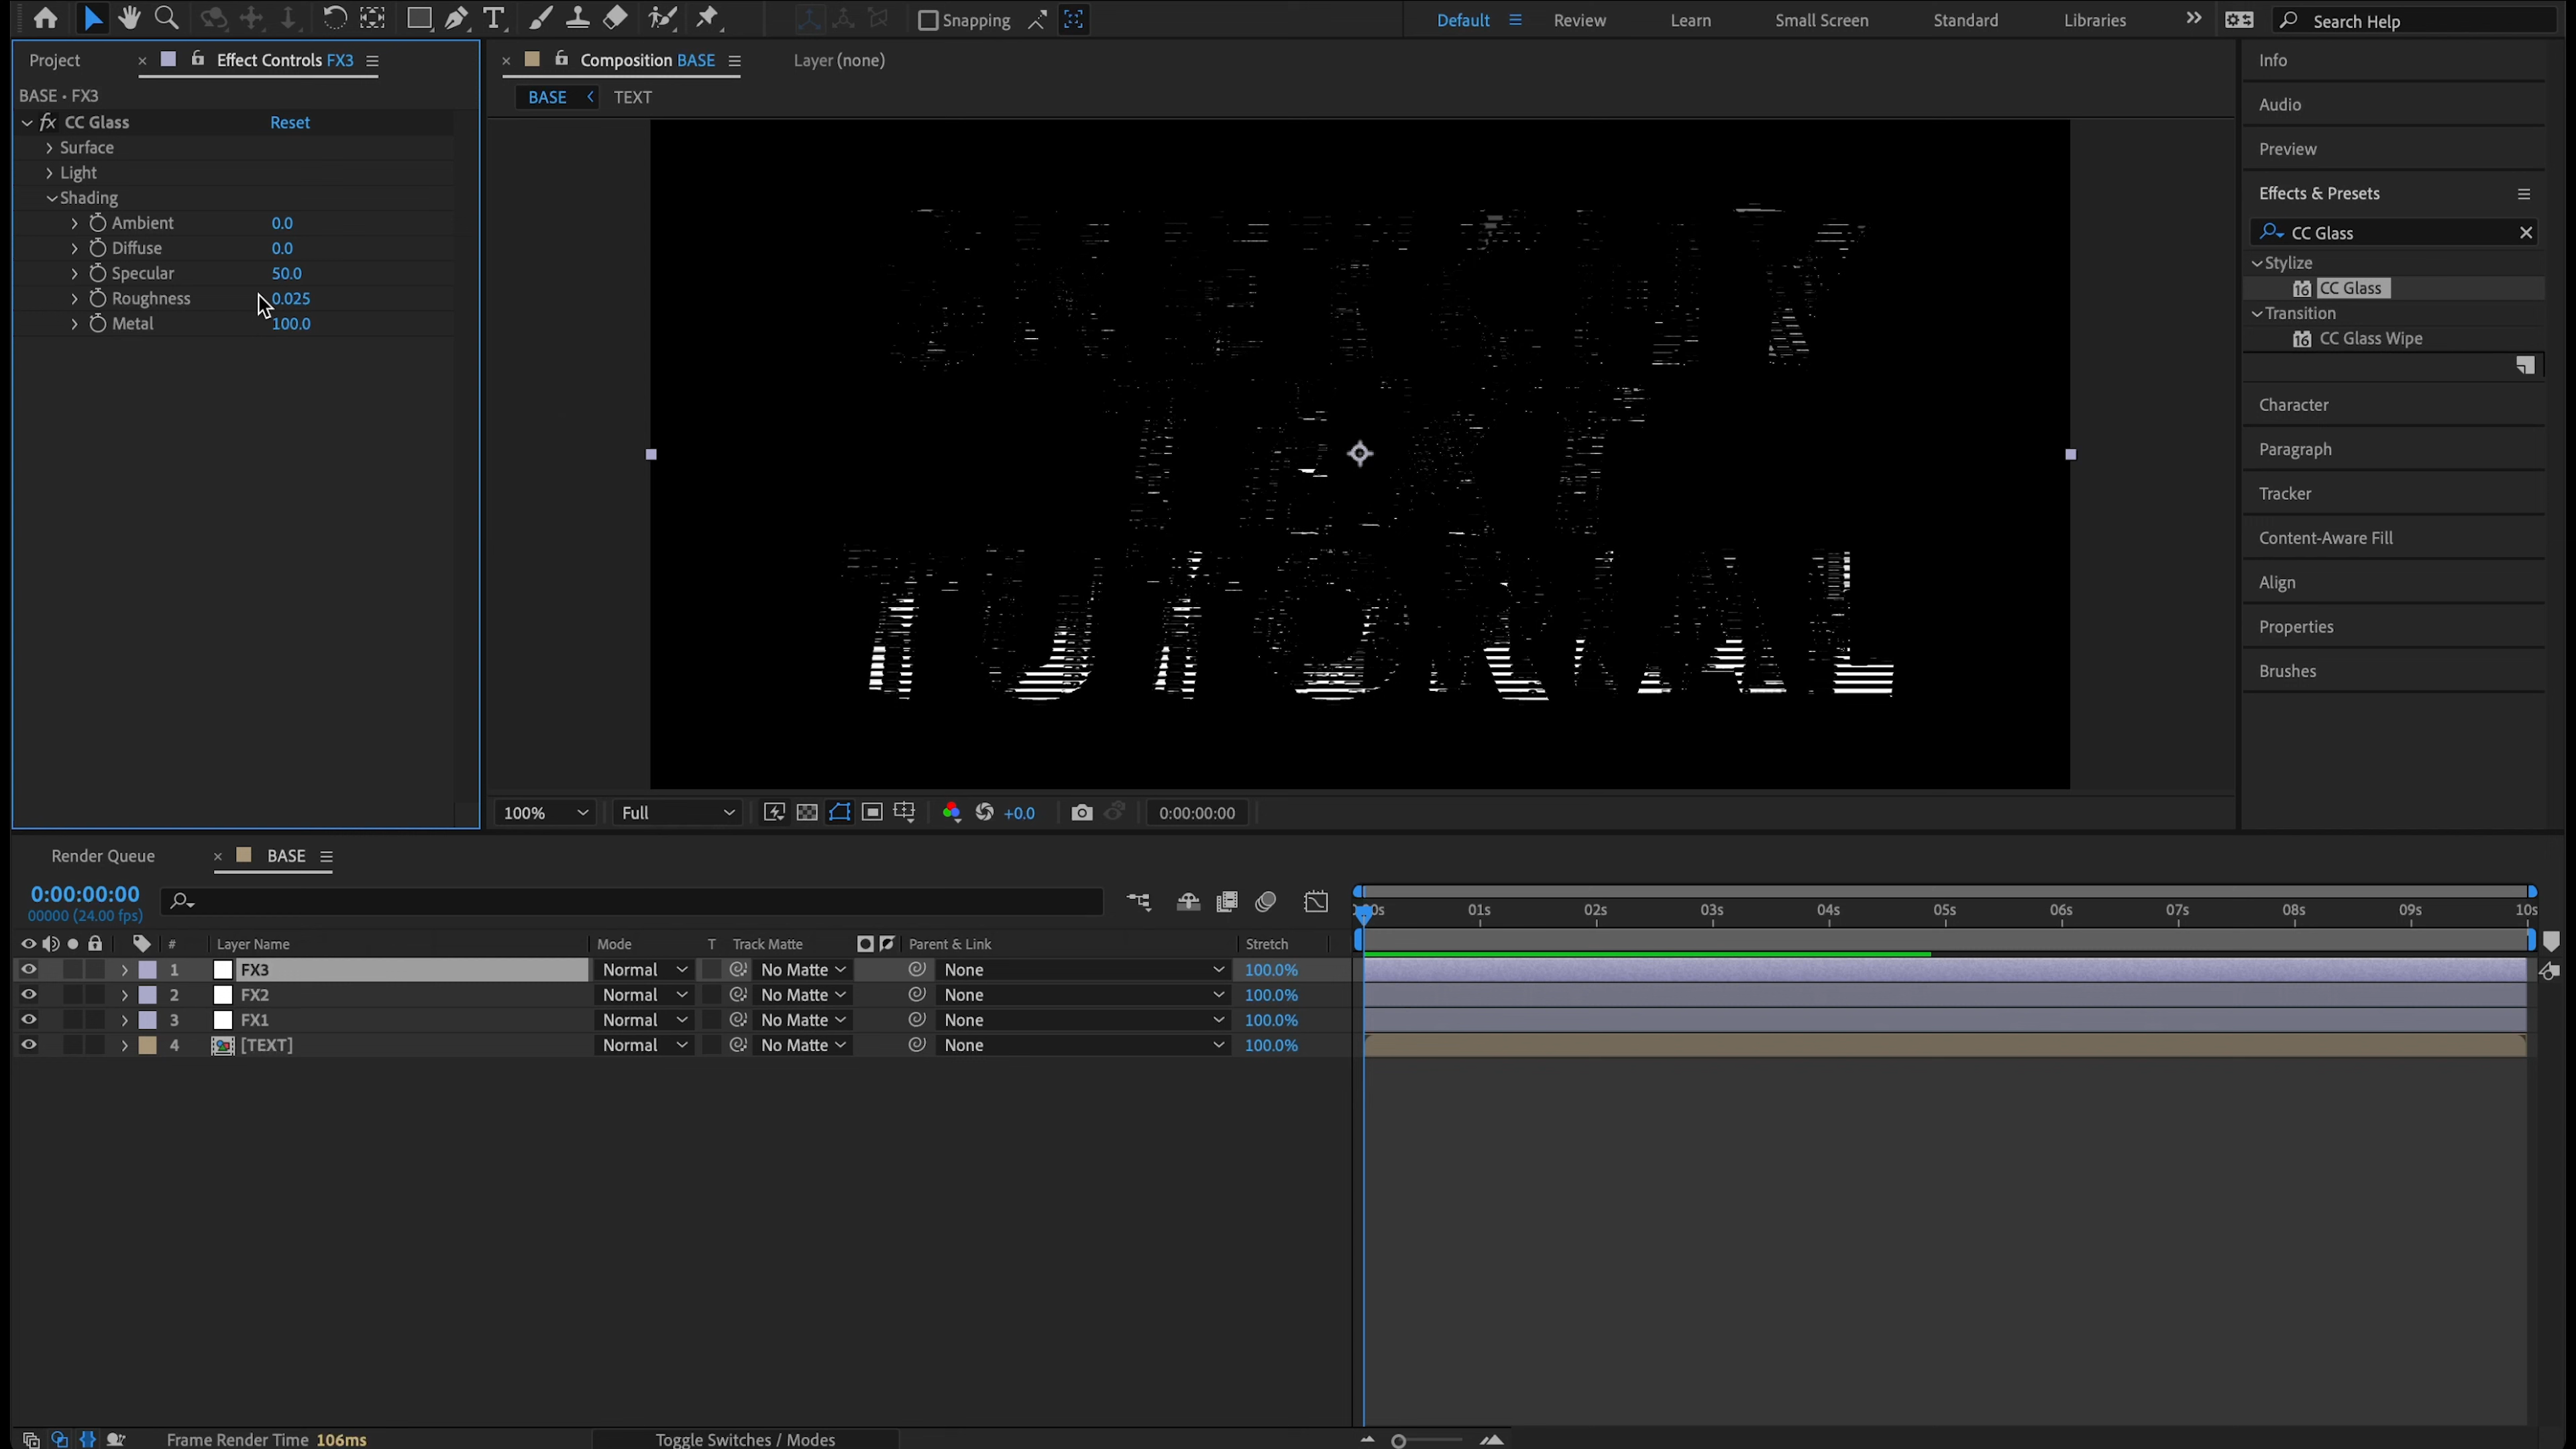 Snapping
Default
Review
Learn
Small Screen
Standard
Libraries
Search Help
Project
Effect Controls FX3
Composition BASE
Layer (none)
Info
BASE • FX3
BASE
TEXT
Audio
fx CC Glass
Reset
Surface
Preview
Light
Shading
Effects & Presets
Ambient
0.0
Diffuse
0.0
CC Glass
Specular
50.0
Stylize
Roughness
0.025
16 CC Glass
Metal
100.0
Transition
16 CC Glass Wipe
Character
Paragraph
Tracker
Content-Aware Fill
Align
Properties
Brushes
SKETCHY
TEXT
TUTORIAL
100%
Full
+0.0
0:00:00:00
Render Queue
BASE
0:00:00:00
00000 (24.00 fps)
01s
02s
03s
04s
05s
06s
07s
08s
09s
10s
#
Layer Name
Mode
T
Track Matte
Parent & Link
Stretch
1
FX3
Normal
No Matte
None
100.0%
2
FX2
Normal
No Matte
None
100.0%
3
FX1
Normal
No Matte
None
100.0%
4
[TEXT]
Normal
No Matte
None
100.0%
Frame Render Time 106ms
Toggle Switches / Modes